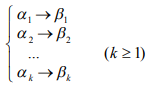 α₁ → β₁
α₂ → β₂
...
(k ≥ 1)
αₖ → βₖ